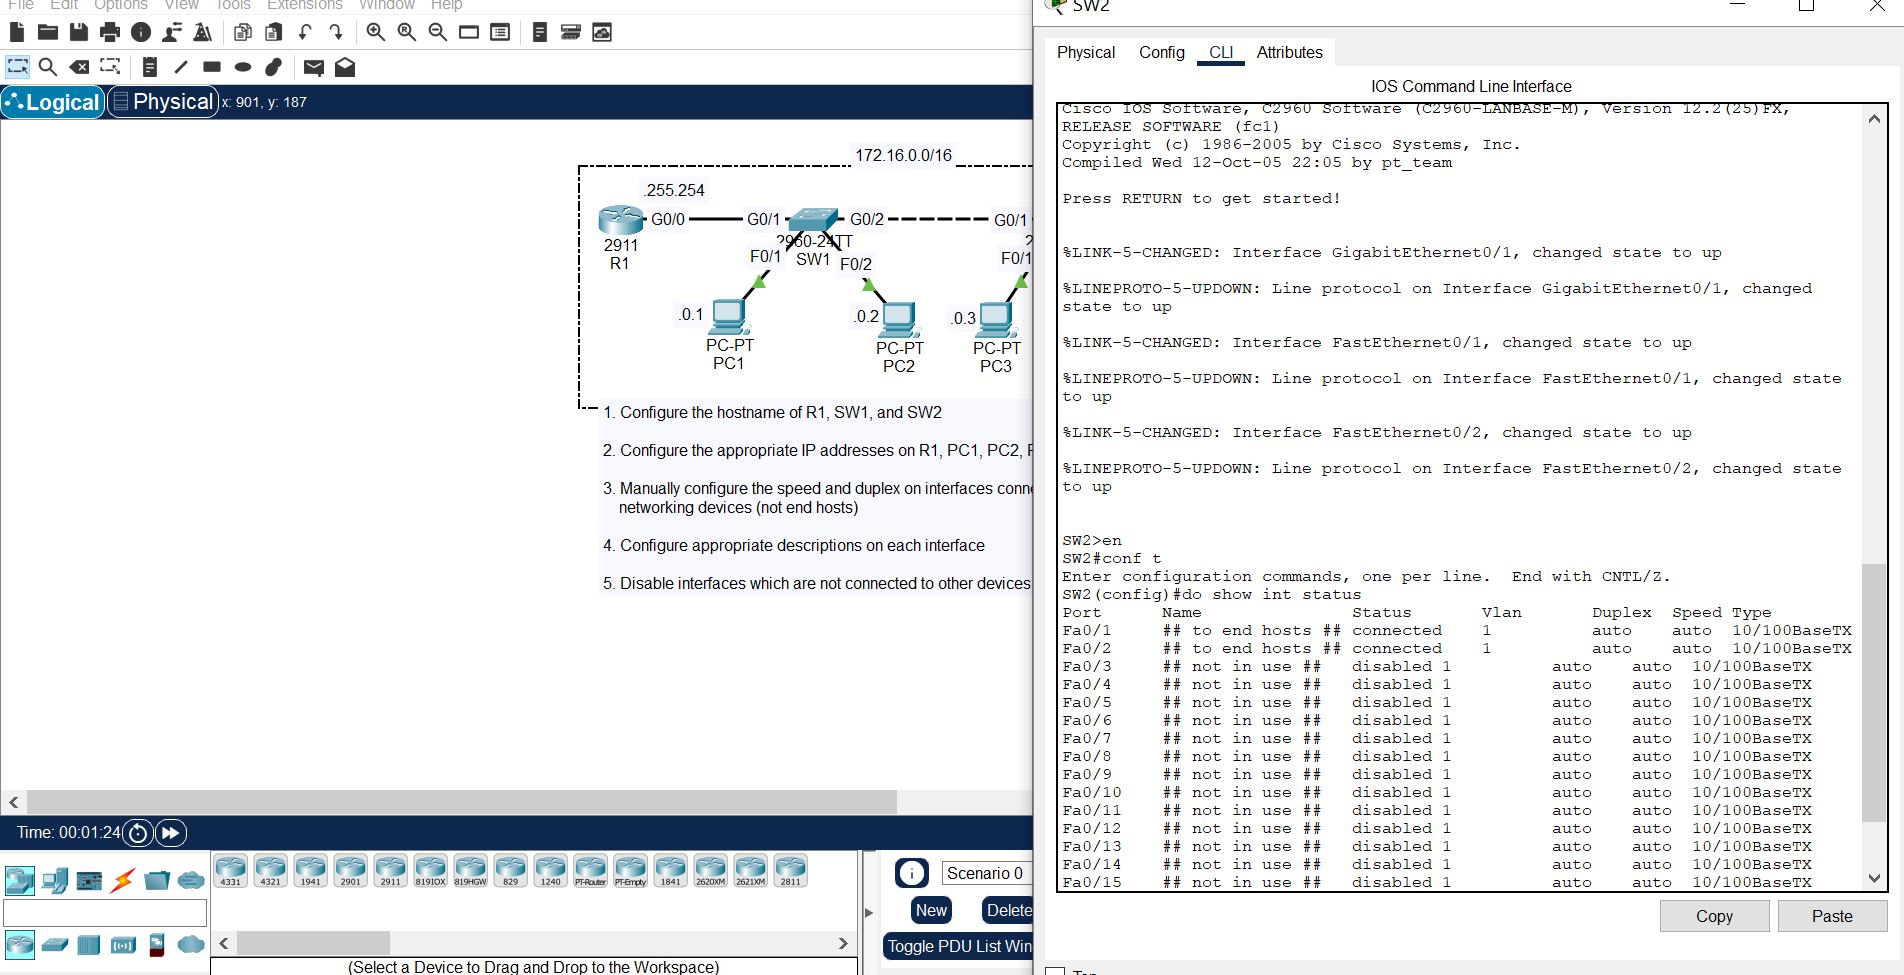 File Edit Options View Tools Extensions Window Help
Logical Physical x: 901, y: 187
172.16.0.0/16
.255.254
G0/0 G0/1 G0/2 G0/1
2911
R1
2960-24TT
SW1
F0/1 F0/2 F0/1
.0.1 .0.2 .0.3
PC-PT
PC1
PC-PT
PC2
PC-PT
PC3
1. Configure the hostname of R1, SW1, and SW2
2. Configure the appropriate IP addresses on R1, PC1, PC2,
3. Manually configure the speed and duplex on interfaces conne
networking devices (not end hosts)
4. Configure appropriate descriptions on each interface
5. Disable interfaces which are not connected to other devices
Time: 00:01:24
4331 4321 1941 2901 2911 819IOX 819HGW 829 1240 PT-Router PT-Empty 1841 2620XM 2621XM 2811
(Select a Device to Drag and Drop to the Workspace)
Scenario 0
New Delete
Toggle PDU List Win
SW2
Physical Config CLI Attributes
IOS Command Line Interface
Cisco IOS Software, C2960 Software (C2960-LANBASE-M), Version 12.2(25)FX,
RELEASE SOFTWARE (fc1)
Copyright (c) 1986-2005 by Cisco Systems, Inc.
Compiled Wed 12-Oct-05 22:05 by pt_team
Press RETURN to get started!
%LINK-5-CHANGED: Interface GigabitEthernet0/1, changed state to up
%LINEPROTO-5-UPDOWN: Line protocol on Interface GigabitEthernet0/1, changed
state to up
%LINK-5-CHANGED: Interface FastEthernet0/1, changed state to up
%LINEPROTO-5-UPDOWN: Line protocol on Interface FastEthernet0/1, changed state
to up
%LINK-5-CHANGED: Interface FastEthernet0/2, changed state to up
%LINEPROTO-5-UPDOWN: Line protocol on Interface FastEthernet0/2, changed state
to up
SW2>en
SW2#conf t
Enter configuration commands, one per line. End with CNTL/Z.
SW2(config)#do show int status
Port Name Status Vlan Duplex Speed Type
Fa0/1 ## to end hosts ## connected 1 auto auto 10/100BaseTX
Fa0/2 ## to end hosts ## connected 1 auto auto 10/100BaseTX
Fa0/3 ## not in use ## disabled 1 auto auto 10/100BaseTX
Fa0/4 ## not in use ## disabled 1 auto auto 10/100BaseTX
Fa0/5 ## not in use ## disabled 1 auto auto 10/100BaseTX
Fa0/6 ## not in use ## disabled 1 auto auto 10/100BaseTX
Fa0/7 ## not in use ## disabled 1 auto auto 10/100BaseTX
Fa0/8 ## not in use ## disabled 1 auto auto 10/100BaseTX
Fa0/9 ## not in use ## disabled 1 auto auto 10/100BaseTX
Fa0/10 ## not in use ## disabled 1 auto auto 10/100BaseTX
Fa0/11 ## not in use ## disabled 1 auto auto 10/100BaseTX
Fa0/12 ## not in use ## disabled 1 auto auto 10/100BaseTX
Fa0/13 ## not in use ## disabled 1 auto auto 10/100BaseTX
Fa0/14 ## not in use ## disabled 1 auto auto 10/100BaseTX
Fa0/15 ## not in use ## disabled 1 auto auto 10/100BaseTX
Copy Paste